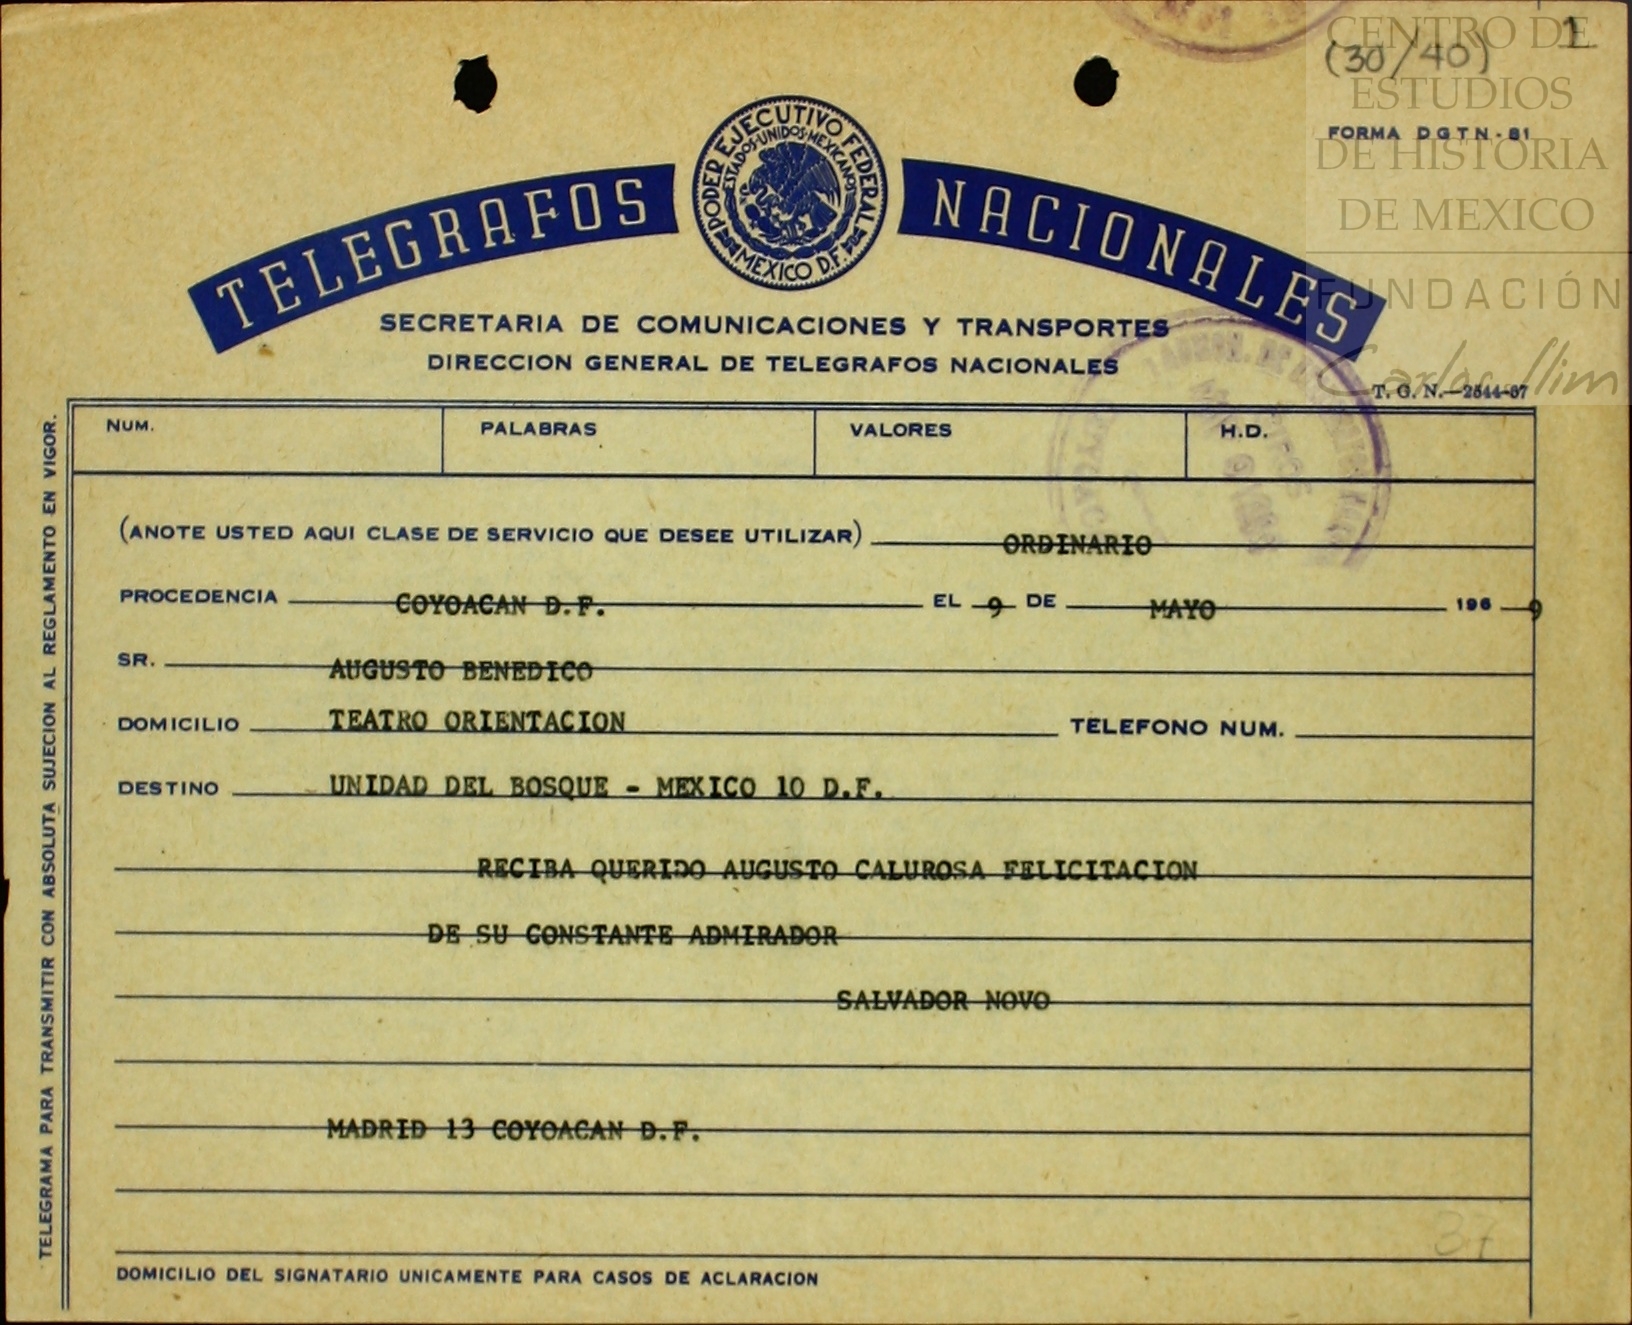 CENTRO DE
ESTUDIOS
DE HISTORIA
DE MEXICO
FUNDACIÓN
Carlos Slim
1
(30/40)
FORMA DGTN-81
TELEGRAFOS NACIONALES
PODER EJECUTIVO FEDERAL
ESTADOS UNIDOS MEXICANOS
MEXICO D.F.
SECRETARIA DE COMUNICACIONES Y TRANSPORTES
DIRECCION GENERAL DE TELEGRAFOS NACIONALES
T. G. N.—2544-67
NUM. PALABRAS VALORES H.D.
(ANOTE USTED AQUI CLASE DE SERVICIO QUE DESEE UTILIZAR) ORDINARIO
PROCEDENCIA COYOACAN D.F. EL 9 DE MAYO 196 9
SR. AUGUSTO BENEDICO
DOMICILIO TEATRO ORIENTACION TELEFONO NUM.
DESTINO UNIDAD DEL BOSQUE - MEXICO 10 D.F.
RECIBA QUERIDO AUGUSTO CALUROSA FELICITACION
DE SU CONSTANTE ADMIRADOR
SALVADOR NOVO
MADRID 13 COYOACAN D.F.
37
DOMICILIO DEL SIGNATARIO UNICAMENTE PARA CASOS DE ACLARACION
TELEGRAMA PARA TRANSMITIR CON ABSOLUTA SUJECION AL REGLAMENTO EN VIGOR.